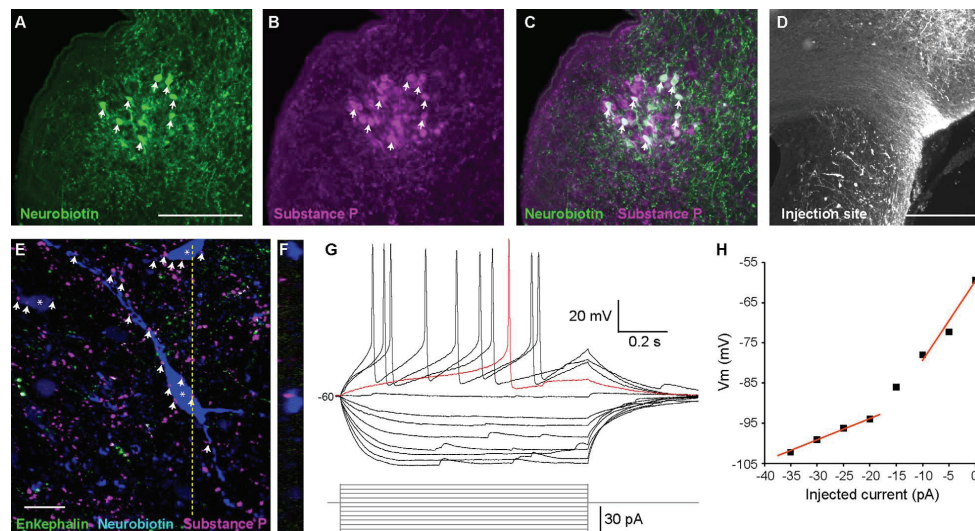 A
B
C
D
Neurobiotin
Substance P
Neurobiotin Substance P
Injection site
E
F
G
H
* * *
Enkephalin Neurobiotin Substance P
-60
20 mV
0.2 s
30 pA
-55
-65
-75
-85
-95
-105
Vm (mV)
-40 -35 -30 -25 -20 -15 -10 -5 0
Injected current (pA)